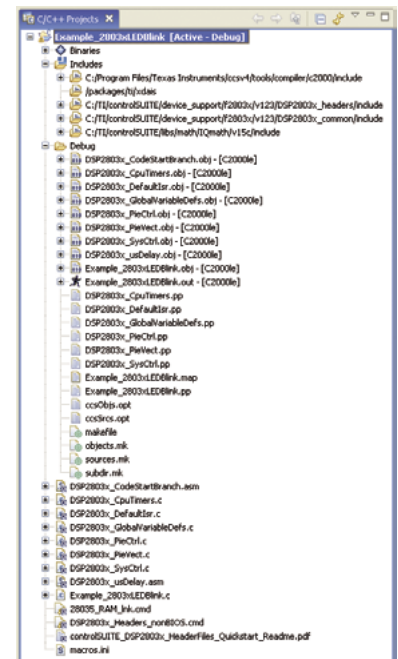 C/C++ Projects
Example_2803xLEDBlink [Active - Debug]
Binaries
Includes
C:/Program Files/Texas Instruments/ccsv4/tools/compiler/c2000/include
/packages/ti/xdais
C:/TI/controlSUITE/device_support/f2803x/v123/DSP2803x_headers/include
C:/TI/controlSUITE/device_support/f2803x/v123/DSP2803x_common/include
C:/TI/controlSUITE/libs/math/IQmath/v15c/include
Debug
DSP2803x_CodeStartBranch.obj - [C2000le]
DSP2803x_CpuTimers.obj - [C2000le]
DSP2803x_DefaultIsr.obj - [C2000le]
DSP2803x_GlobalVariableDefs.obj - [C2000le]
DSP2803x_PieCtrl.obj - [C2000le]
DSP2803x_PieVect.obj - [C2000le]
DSP2803x_SysCtrl.obj - [C2000le]
DSP2803x_usDelay.obj - [C2000le]
Example_2803xLEDBlink.obj - [C2000le]
Example_2803xLEDBlink.out - [C2000le]
DSP2803x_CpuTimers.pp
DSP2803x_DefaultIsr.pp
DSP2803x_GlobalVariableDefs.pp
DSP2803x_PieCtrl.pp
DSP2803x_PieVect.pp
DSP2803x_SysCtrl.pp
Example_2803xLEDBlink.map
Example_2803xLEDBlink.pp
ccsObjs.opt
ccsSrcs.opt
makefile
objects.mk
sources.mk
subdir.mk
DSP2803x_CodeStartBranch.asm
DSP2803x_CpuTimers.c
DSP2803x_DefaultIsr.c
DSP2803x_GlobalVariableDefs.c
DSP2803x_PieCtrl.c
DSP2803x_PieVect.c
DSP2803x_SysCtrl.c
DSP2803x_usDelay.asm
Example_2803xLEDBlink.c
28035_RAM_lnk.cmd
DSP2803x_Headers_nonBIOS.cmd
controlSUITE_DSP2803x_HeaderFiles_Quickstart_Readme.pdf
macros.ini